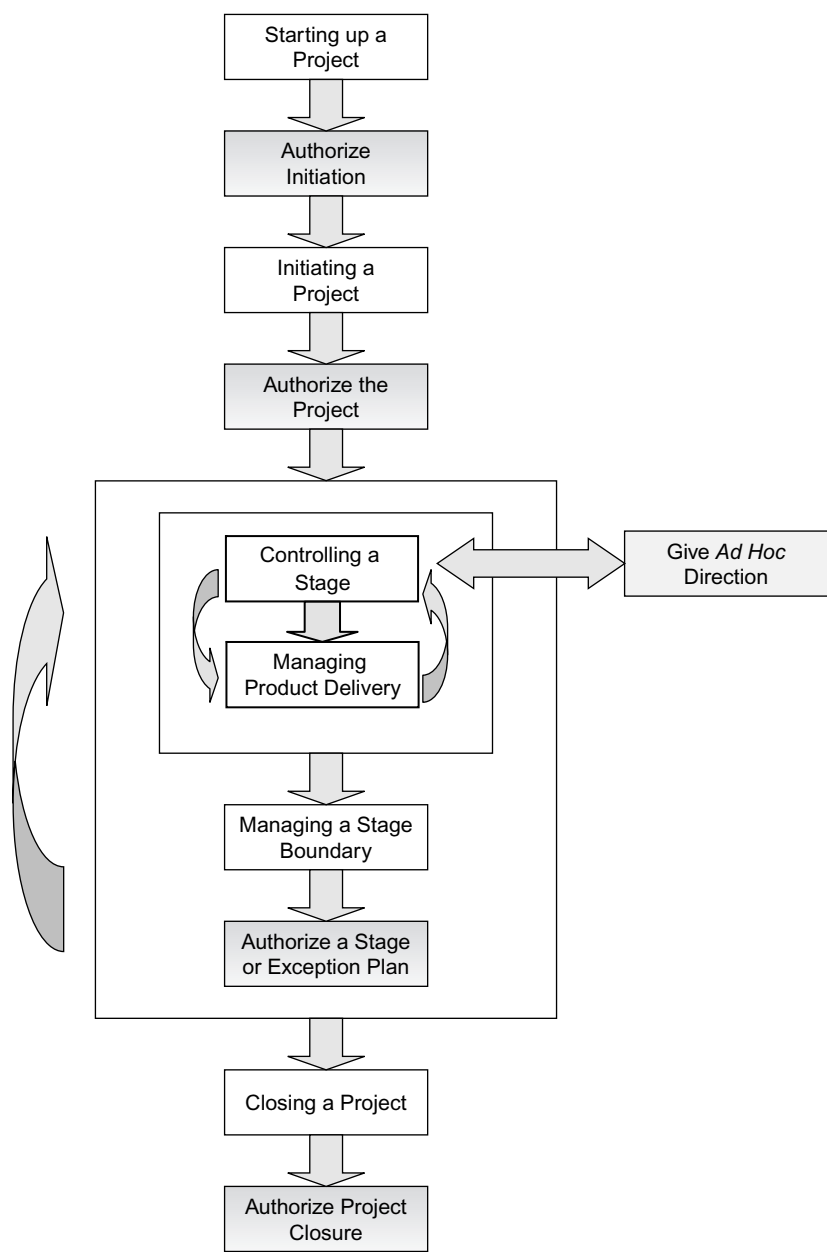 Starting up a
Project
Authorize
Initiation
Initiating a
Project
Authorize the
Project
Controlling a
Stage
Give Ad Hoc
Direction
Managing
Product Delivery
Managing a Stage
Boundary
Authorize a Stage
or Exception Plan
Closing a Project
Authorize Project
Closure